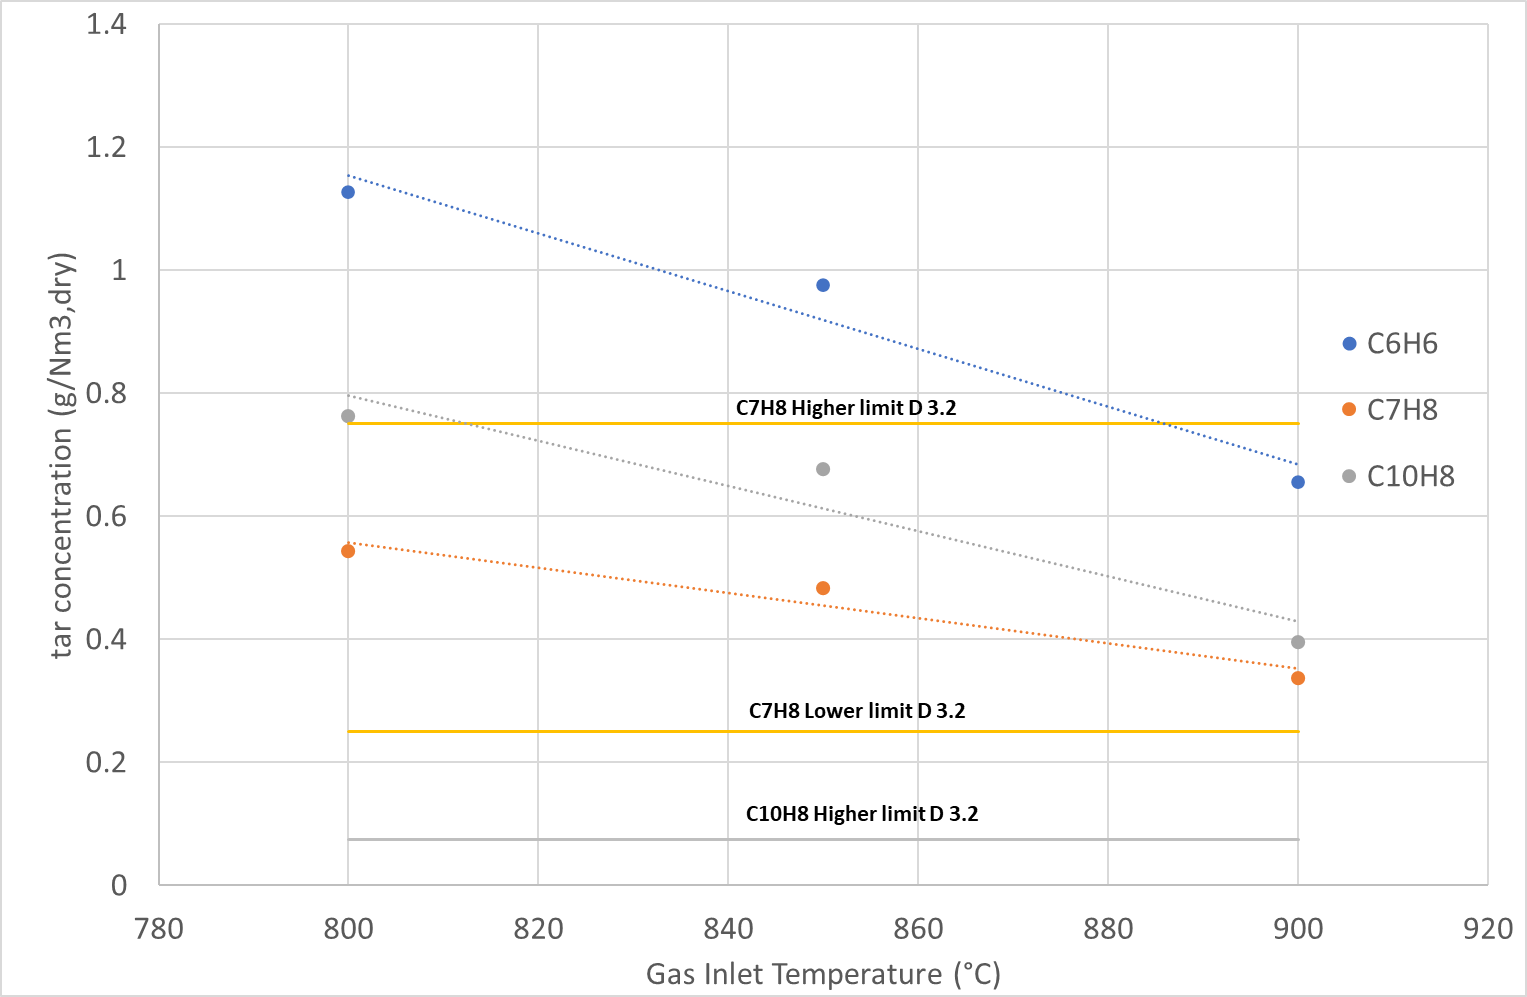 1.4
1.2
1
0.8
0.6
0.4
0.2
0
tar concentration (g/Nm3,dry)
C7H8 Higher limit D 3.2
C7H8 Lower limit D 3.2
C10H8 Higher limit D 3.2
C6H6
C7H8
C10H8
780 800 820 840 860 880 900 920
Gas Inlet Temperature (°C)